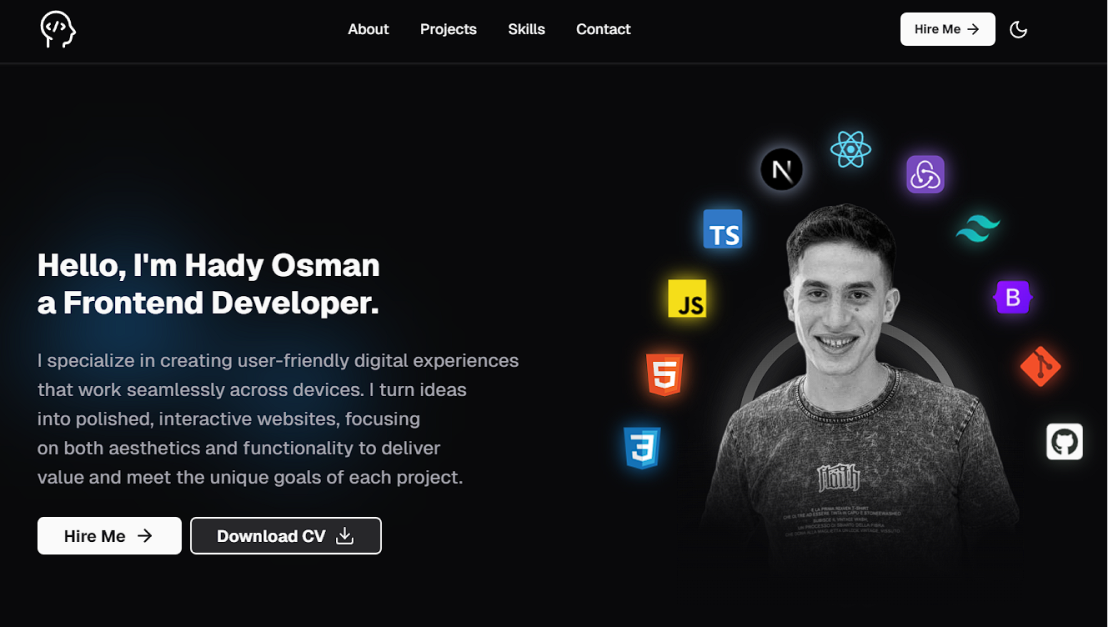 </>
About
Projects
Skills
Contact
Hire Me
N
TS
JS
B
5
3
Hello, I'm Hady Osman
a Frontend Developer.
I specialize in creating user-friendly digital experiences
that work seamlessly across devices. I turn ideas
into polished, interactive websites, focusing
on both aesthetics and functionality to deliver
value and meet the unique goals of each project.
Hire Me
Download CV